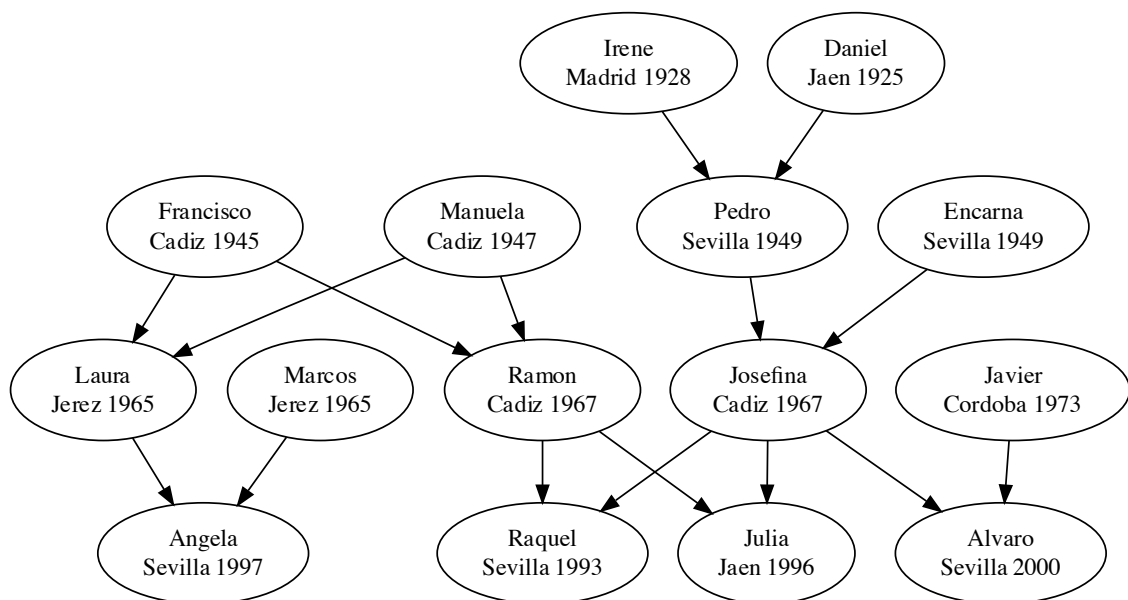 Irene
Madrid 1928
Daniel
Jaen 1925
Francisco
Cadiz 1945
Manuela
Cadiz 1947
Pedro
Sevilla 1949
Encarna
Sevilla 1949
Laura
Jerez 1965
Marcos
Jerez 1965
Ramon
Cadiz 1967
Josefina
Cadiz 1967
Javier
Cordoba 1973
Angela
Sevilla 1997
Raquel
Sevilla 1993
Julia
Jaen 1996
Alvaro
Sevilla 2000